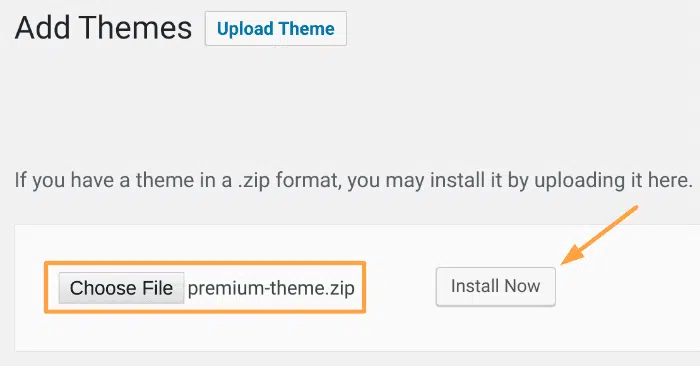 Add Themes Upload Theme
If you have a theme in a .zip format, you may install it by uploading it here.
Choose File premium-theme.zip Install Now